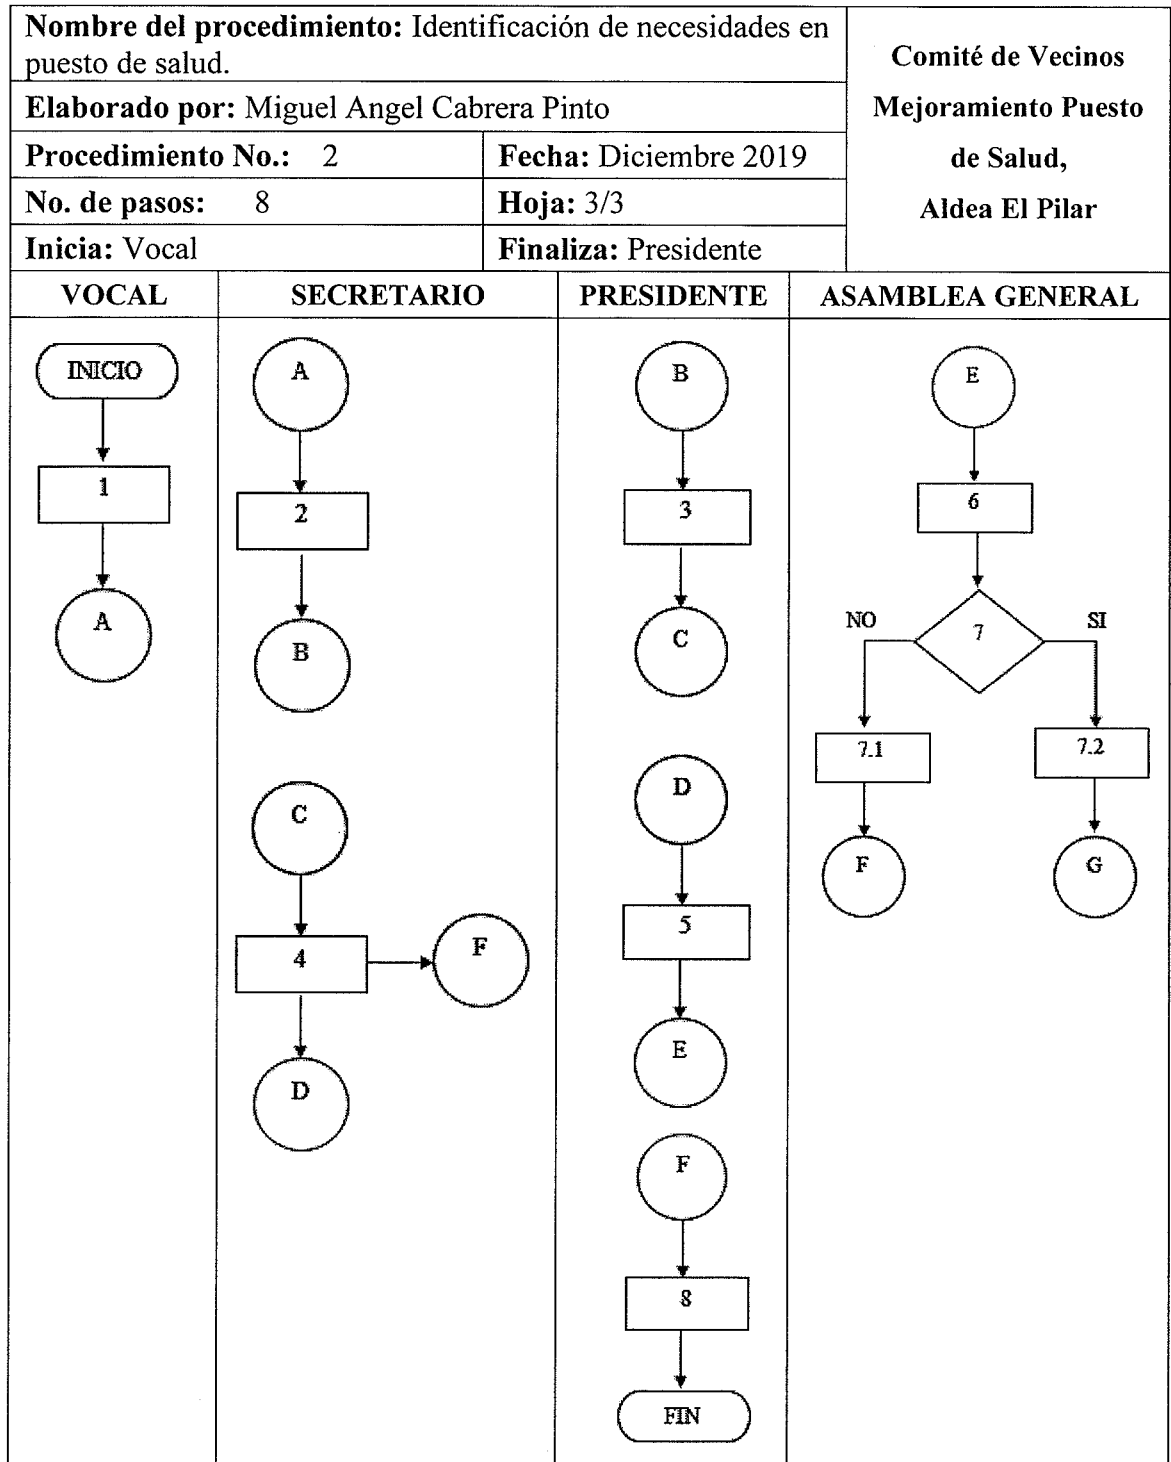 Nombre del procedimiento: Identificación de necesidades en
puesto de salud.
Elaborado por: Miguel Angel Cabrera Pinto
Procedimiento No.: 2
Fecha: Diciembre 2019
No. de pasos: 8
Hoja: 3/3
Inicia: Vocal
Finaliza: Presidente
Comité de Vecinos
Mejoramiento Puesto
de Salud,
Aldea El Pilar
VOCAL
INICIO
1
A
SECRETARIO
A
2
B
C
4
F
D
PRESIDENTE
B
3
C
D
5
E
F
8
FIN
ASAMBLEA GENERAL
E
6
7
NO
SI
7.1
7.2
F
G